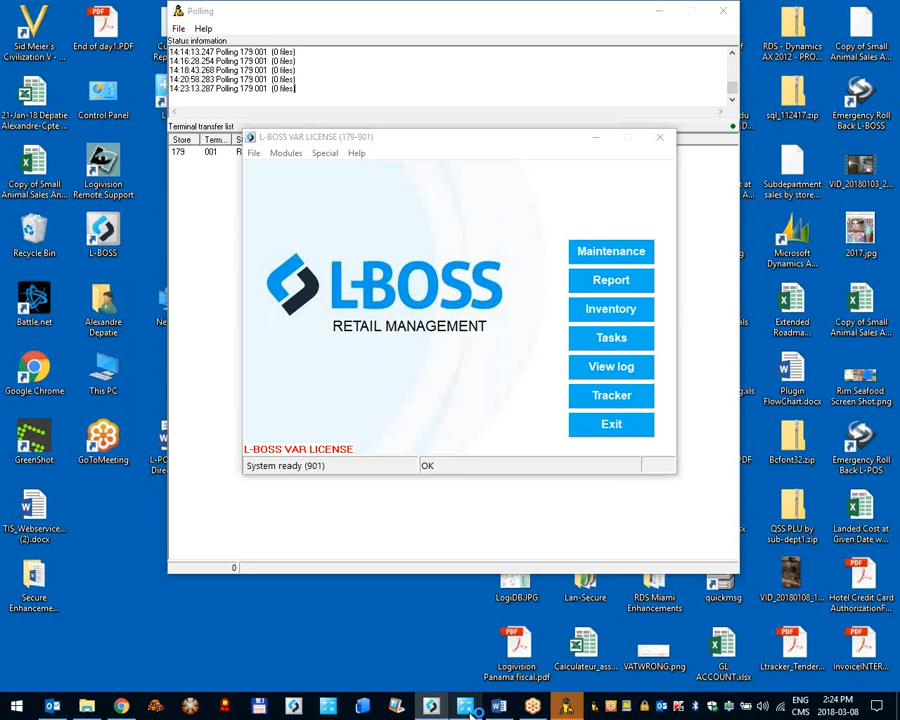 Sid Meier's
Civilization V - ...
End of day1.PDF
21-Jan-18 Depatie
Alexandre-Cpte ...
Control Panel
Copy of Small
Animal Sales An...
Logivision
Remote Support
Recycle Bin
L-BOSS
Battle.net
Alexandre
Depatie
Google Chrome
This PC
GreenShot
GoToMeeting
TIS_Webservice...
(2).docx
Secure
Enhanceme...
Polling
File Help
Status information
14:14:13.247 Polling 179 001 (0 files)
14:16:28.254 Polling 179 001 (0 files)
14:18:43.268 Polling 179 001 (0 files)
14:20:58.283 Polling 179 001 (0 files)
14:23:13.287 Polling 179 001 (0 files)
Terminal transfer list
Store Term...
179 001
0
L-BOSS VAR LICENSE (179-901)
File Modules Special Help
L-BOSS
RETAIL MANAGEMENT
Maintenance
Report
Inventory
Tasks
View log
Tracker
Exit
L-BOSS VAR LICENSE
System ready (901) OK
RDS - Dynamics
AX 2012 - PRO...
Copy of Small
Animal Sales An...
sql_112417.zip
Emergency Roll
Back L-BOSS
Subdepartment
sales by store...
VID_20180103_2...
Microsoft
Dynamics A...
2017.jpg
Extended
Roadma...
Copy of Small
Animal Sales An...
Plugin
FlowChart.docx
Rim Seafood
Screen Shot.png
Bcfont32.zip
Emergency Roll
Back L-POS
QSS PLU by
sub-dept1.zip
Landed Cost at
Given Date w...
LogiDB.JPG
Lan-Secure
RDS Miami
Enhancements
quickmsg
VID_20180108_1...
Hotel Credit Card
AuthorizationF...
Logivision
Panama fiscal.pdf
Calculateur_ass...
VATWRONG.png
GL
ACCOUNT.xlsx
Ltracker_Tender...
InvoiceINTER...
ENG
CMS
2:24 PM
2018-03-08